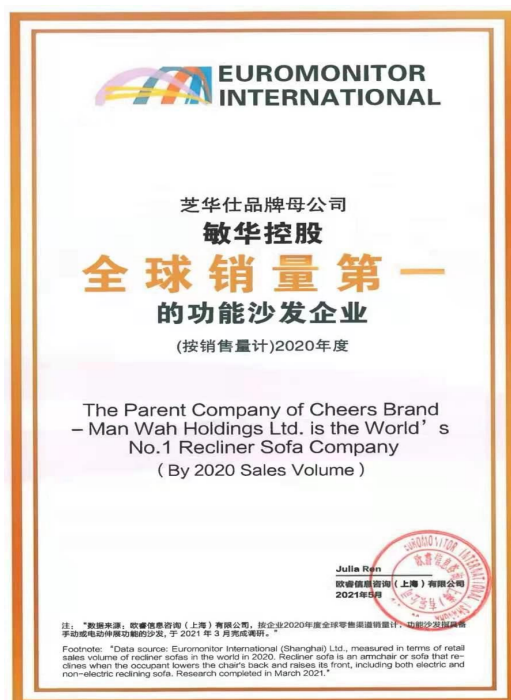 EUROMONITOR
INTERNATIONAL
芝华仕品牌母公司
敏华控股
全球销量第一
的功能沙发企业
(按销售量计)2020年度
The Parent Company of Cheers Brand
– Man Wah Holdings Ltd. is the World’s
No.1 Recliner Sofa Company
(By 2020 Sales Volume)
Julia Ren
欧睿信息咨询（上海）有限公司
2021年5月
注：“数据来源：欧睿信息咨询（上海）有限公司，按企业2020年度全球零售渠道销量计；功能沙发指具备
手动或电动伸展功能的沙发，于 2021 年 3 月完成调研。”
Footnote: “Data source: Euromonitor International (Shanghai) Ltd., measured in terms of retail
sales volume of recliner sofas in the world in 2020. Recliner sofa is an armchair or sofa that re-
clines when the occupant lowers the chair's back and raises its front, including both electric and
non-electric reclining sofa. Research completed in March 2021.”